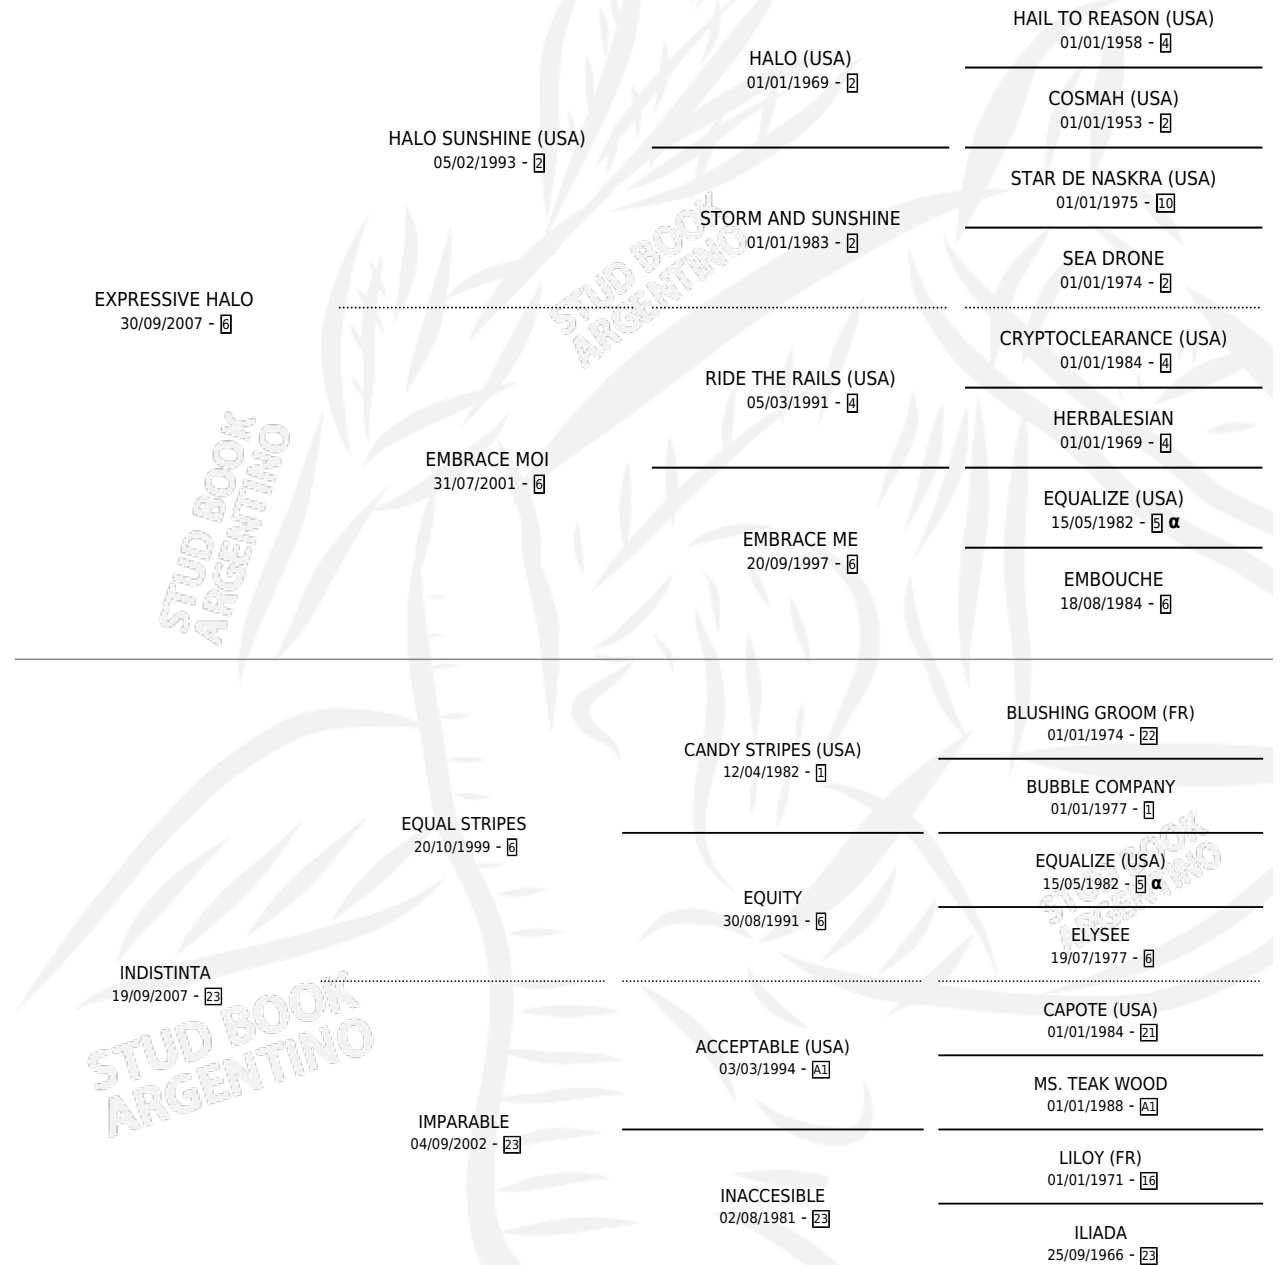 HAIL TO REASON (USA)
01/01/1958 - 4
HALO (USA)
01/01/1969 - 2
COSMAH (USA)
01/01/1953 - 2
HALO SUNSHINE (USA)
05/02/1993 - 2
STAR DE NASKRA (USA)
01/01/1975 - 10
STORM AND SUNSHINE
01/01/1983 - 2
SEA DRONE
01/01/1974 - 2
EXPRESSIVE HALO
30/09/2007 - 6
CRYPTOCLEARANCE (USA)
01/01/1984 - 4
RIDE THE RAILS (USA)
05/03/1991 - 4
HERBALESIAN
01/01/1969 - 4
EMBRACE MOI
31/07/2001 - 6
EQUALIZE (USA)
15/05/1982 - 5 α
EMBRACE ME
20/09/1997 - 6
EMBOUCHE
18/08/1984 - 6
BLUSHING GROOM (FR)
01/01/1974 - 22
CANDY STRIPES (USA)
12/04/1982 - 1
BUBBLE COMPANY
01/01/1977 - 1
EQUAL STRIPES
20/10/1999 - 6
EQUALIZE (USA)
15/05/1982 - 5 α
EQUITY
30/08/1991 - 6
ELYSEE
19/07/1977 - 6
INDISTINTA
19/09/2007 - 23
CAPOTE (USA)
01/01/1984 - 21
ACCEPTABLE (USA)
03/03/1994 - A1
MS. TEAK WOOD
01/01/1988 - A1
IMPARABLE
04/09/2002 - 23
LILOY (FR)
01/01/1971 - 16
INACCESIBLE
02/08/1981 - 23
ILIADA
25/09/1966 - 23
STUD BOOK
ARGENTINO
STUD BOOK
ARGENTINO
STUD BOOK
ARGENTINO
STUD BOOK
ARGENTINO